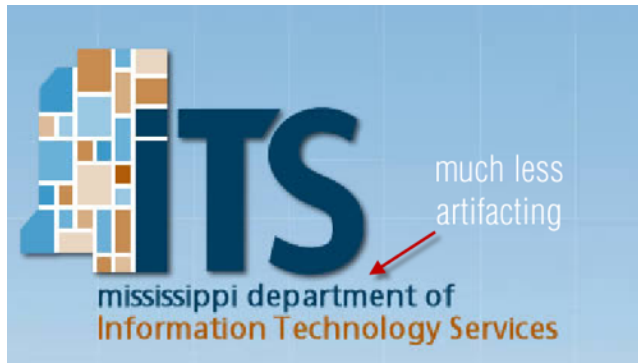 ITS
much less
artifacting
mississippi department of
Information Technology Services